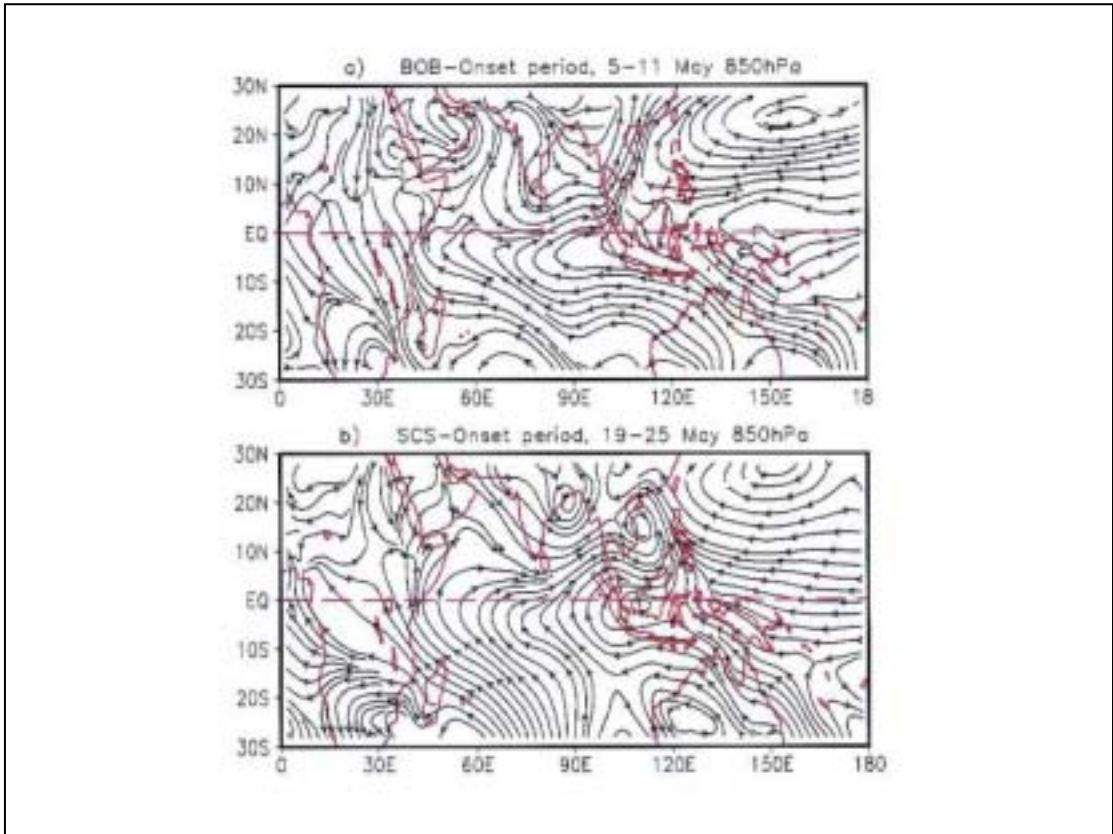 a) BOB-Onset period, 5-11 May 850hPa
30N
20N
10N
EQ
10S
20S
30S
0 30E 60E 90E 120E 150E 18
b) SCS-Onset period, 19-25 May 850hPa
30N
20N
10N
EQ
10S
20S
30S
0 30E 60E 90E 120E 150E 180